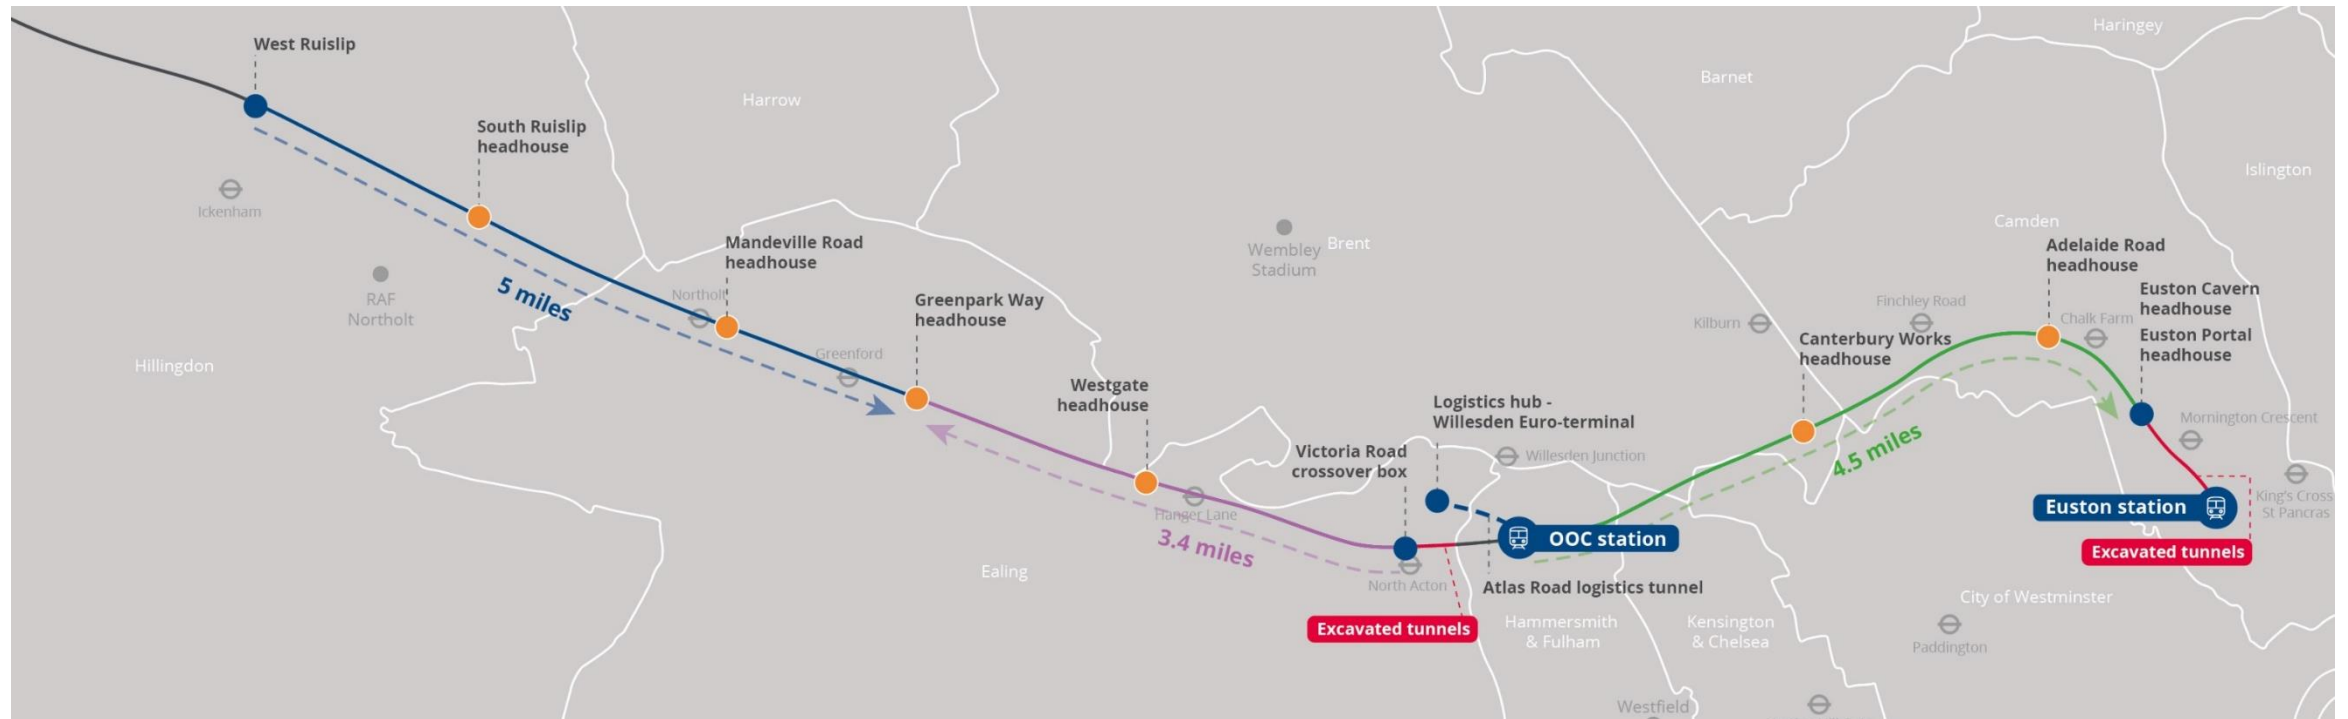 West Ruislip
South Ruislip
headhouse
Ickenham
RAF
Northolt
5 miles
Hillingdon
Harrow
Mandeville Road
headhouse
Northolt
Greenford
Greenpark Way
headhouse
Westgate
headhouse
Hanger Lane
3.4 miles
Ealing
Wembley
Stadium
Brent
Victoria Road
crossover box
North Acton
Excavated tunnels
Logistics hub -
Willesden Euro-terminal
Willesden Junction
OOC station
Atlas Road logistics tunnel
Hammersmith
& Fulham
Kensington
& Chelsea
Westfield
Barnet
Haringey
Islington
Camden
Kilburn
Finchley Road
Canterbury Works
headhouse
4.5 miles
Adelaide Road
headhouse
Chalk Farm
Euston Cavern
headhouse
Euston Portal
headhouse
Mornington Crescent
King's Cross
St Pancras
Euston station
Excavated tunnels
City of Westminster
Paddington